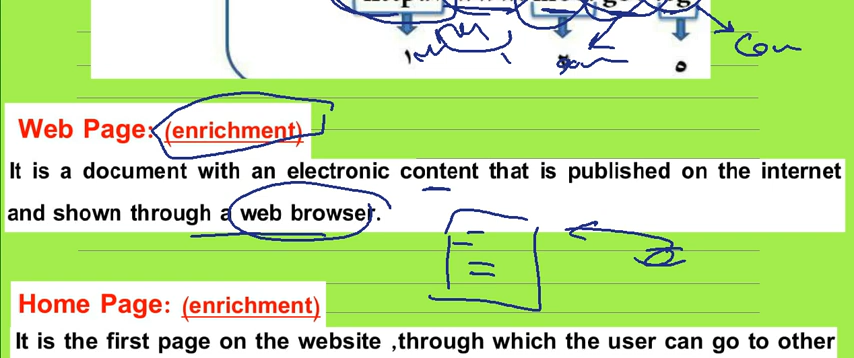 Com
Web Page: (enrichment)
It is a document with an electronic content that is published on the internet
and shown through a web browser.
Home Page: (enrichment)
It is the first page on the website ,through which the user can go to other